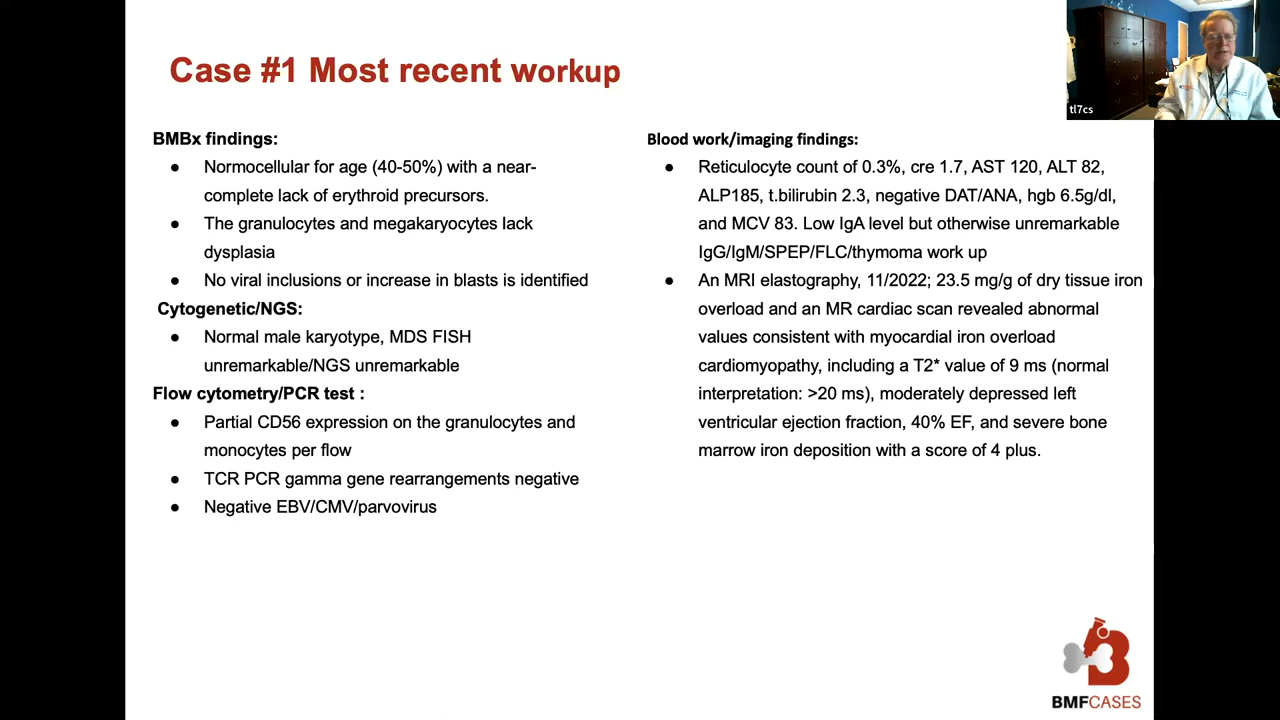 Case #1 Most recent workup
tl7cs
BMBx findings:
● Normocellular for age (40-50%) with a near-
complete lack of erythroid precursors.
● The granulocytes and megakaryocytes lack
dysplasia
● No viral inclusions or increase in blasts is identified
Cytogenetic/NGS:
● Normal male karyotype, MDS FISH
unremarkable/NGS unremarkable
Flow cytometry/PCR test :
● Partial CD56 expression on the granulocytes and
monocytes per flow
● TCR PCR gamma gene rearrangements negative
● Negative EBV/CMV/parvovirus
Blood work/imaging findings:
● Reticulocyte count of 0.3%, cre 1.7, AST 120, ALT 82,
ALP185, t.bilirubin 2.3, negative DAT/ANA, hgb 6.5g/dl,
and MCV 83. Low IgA level but otherwise unremarkable
IgG/IgM/SPEP/FLC/thymoma work up
● An MRI elastography, 11/2022; 23.5 mg/g of dry tissue iron
overload and an MR cardiac scan revealed abnormal
values consistent with myocardial iron overload
cardiomyopathy, including a T2* value of 9 ms (normal
interpretation: >20 ms), moderately depressed left
ventricular ejection fraction, 40% EF, and severe bone
marrow iron deposition with a score of 4 plus.
BMFCASES